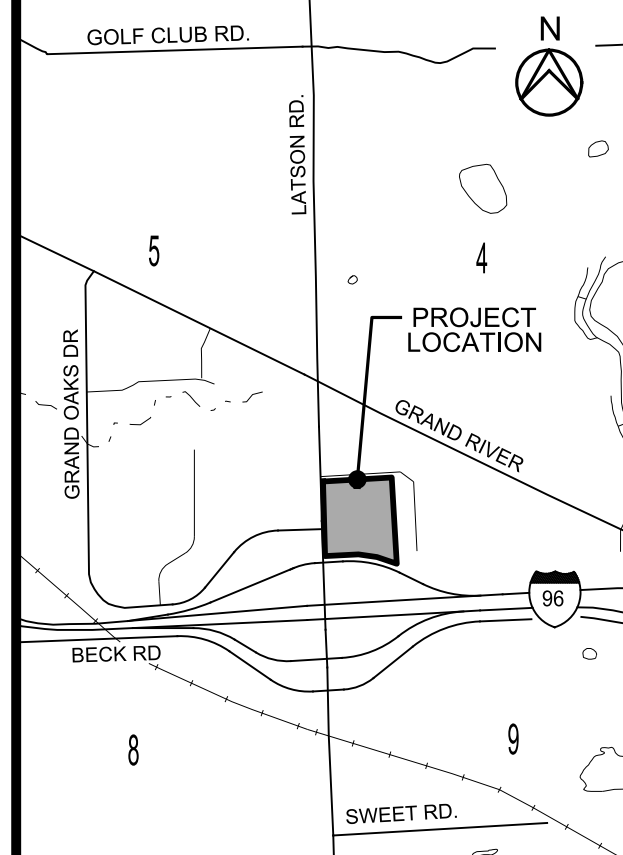 GOLF CLUB RD.
N
LATSON RD.
5
4
PROJECT
LOCATION
GRAND OAKS DR
GRAND RIVER
96
BECK RD
8
9
SWEET RD.